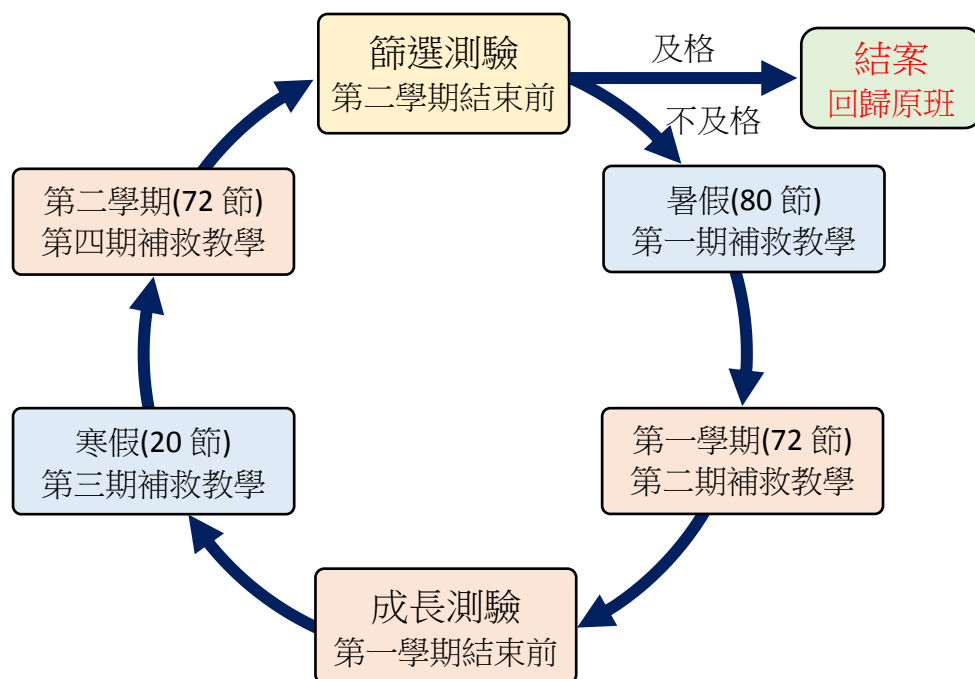 篩選測驗
第二學期結束前
及格
不及格
結案
回歸原班
暑假(80 節)
第一期補救教學
第一學期(72 節)
第二期補救教學
成長測驗
第一學期結束前
寒假(20 節)
第三期補救教學
第二學期(72 節)
第四期補救教學